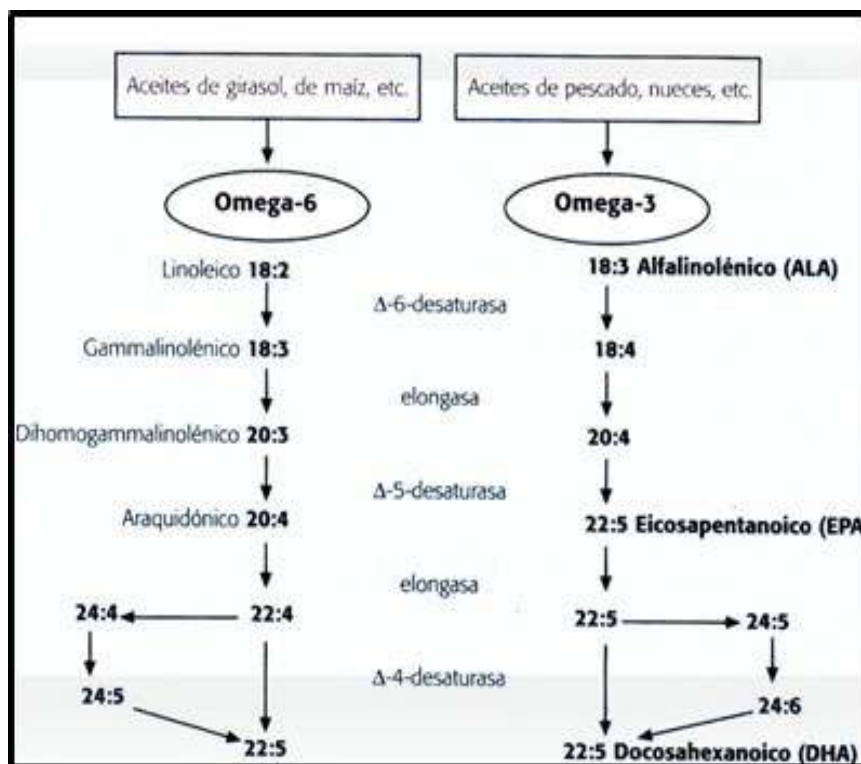 Aceites de girasol, de maíz, etc.
Aceites de pescado, nueces, etc.
Omega-6
Omega-3
Linoleico 18:2
18:3 Alfalinolénico (ALA)
Δ-6-desaturasa
Gammalinolénico 18:3
18:4
elongasa
Dihomogammalinolénico 20:3
20:4
Δ-5-desaturasa
Araquidónico 20:4
22:5 Eicosapentanoico (EPA
elongasa
24:4
22:4
22:5
24:5
Δ-4-desaturasa
24:5
24:6
22:5
22:5 Docosahexanoico (DHA)